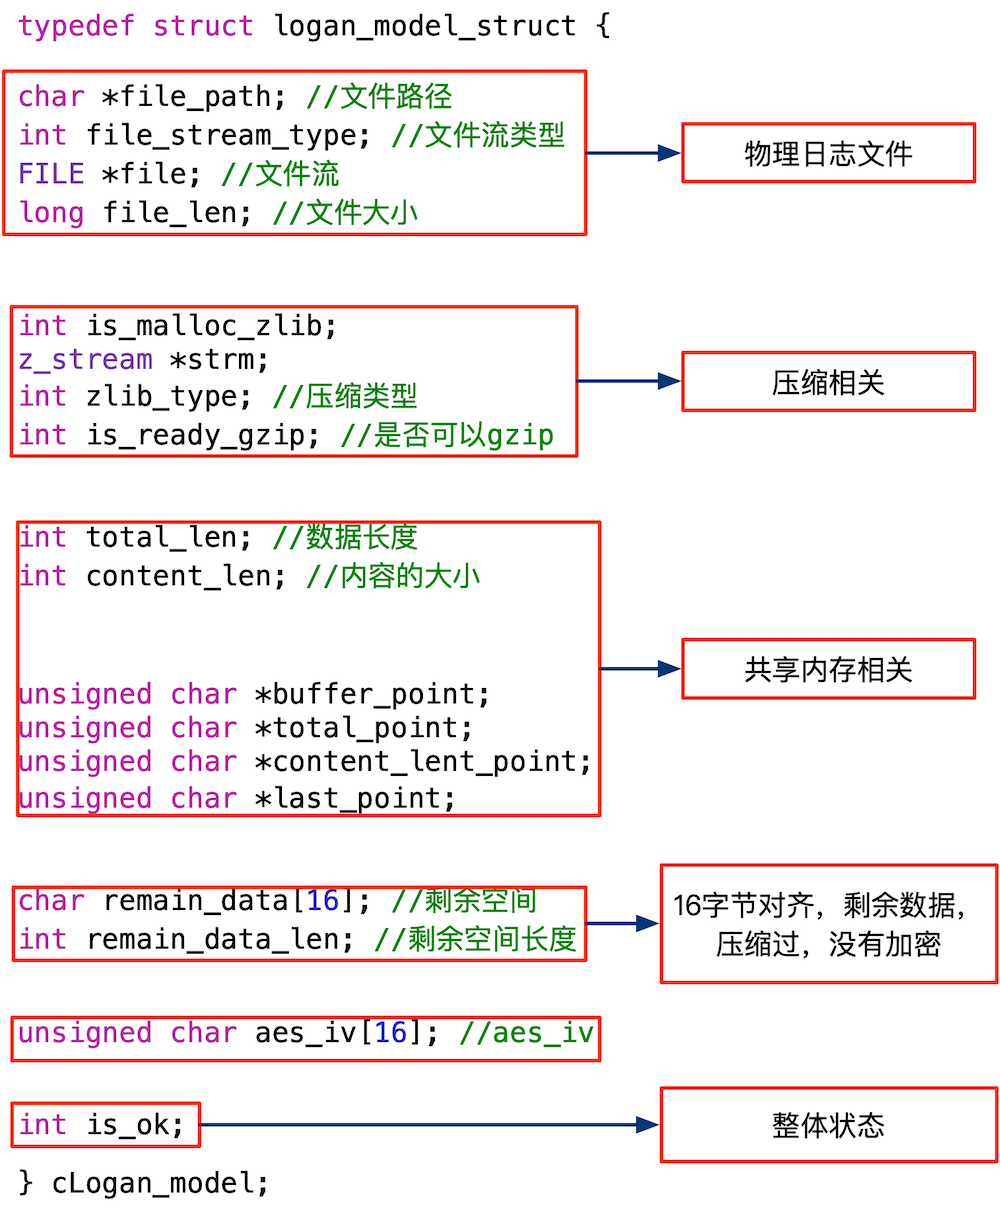 typedef struct logan_model_struct {
char *file_path; //文件路径
int file_stream_type; //文件流类型
FILE *file; //文件流
long file_len; //文件大小
物理日志文件
int is_malloc_zlib;
z_stream *strm;
int zlib_type; //压缩类型
int is_ready_gzip; //是否可以gzip
压缩相关
int total_len; //数据长度
int content_len; //内容的大小
unsigned char *buffer_point;
unsigned char *total_point;
unsigned char *content_lent_point;
unsigned char *last_point;
共享内存相关
char remain_data[16]; //剩余空间
int remain_data_len; //剩余空间长度
16字节对齐，剩余数据，
压缩过，没有加密
unsigned char aes_iv[16]; //aes_iv
int is_ok;
整体状态
} cLogan_model;